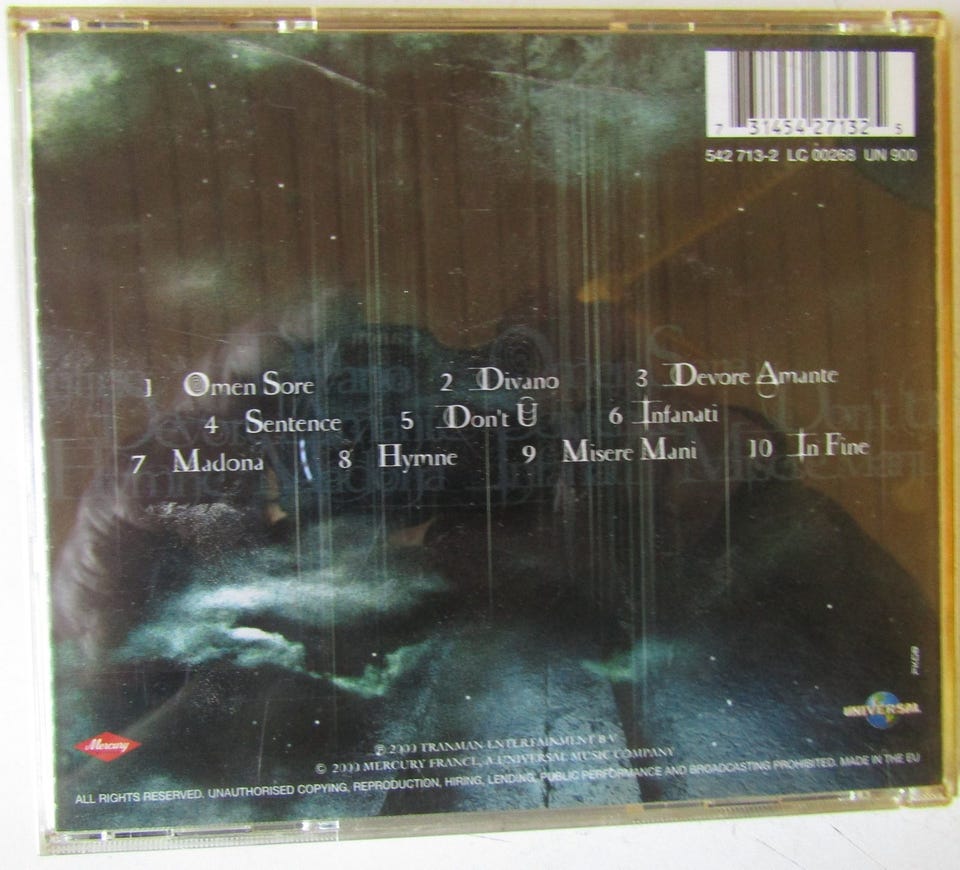 7 31454 27132 5
542 713-2 LC 00268 UN 900
1 Omen Sore 2 Divano 3 Devore Amante
4 Sentence 5 Don't Û 6 Infanati
7 Madona 8 Hymne 9 Misere Mani 10 In Fine
UNIVERSAL
Mercury
℗ 2000 TRANMAN ENTERTAINMENT BV
© 2000 MERCURY FRANCE, A UNIVERSAL MUSIC COMPANY
ALL RIGHTS RESERVED. UNAUTHORISED COPYING, REPRODUCTION, HIRING, LENDING, PUBLIC PERFORMANCE AND BROADCASTING PROHIBITED. MADE IN THE EU